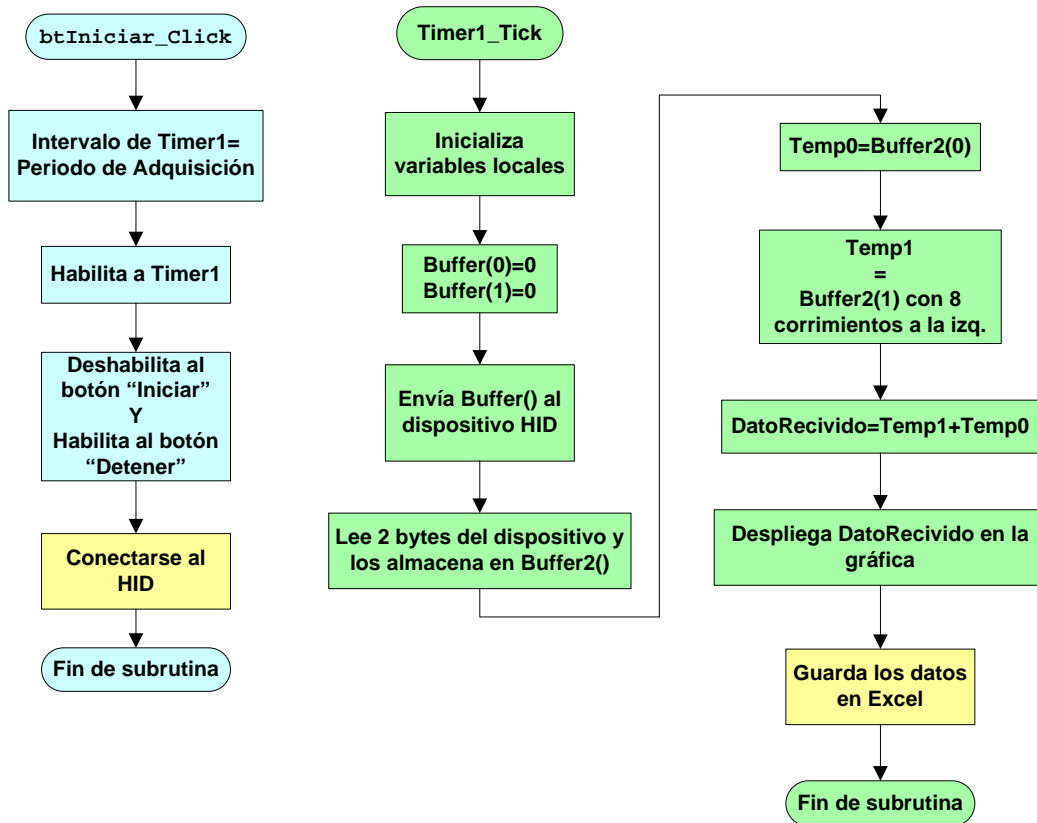 btIniciar_Click
Intervalo de Timer1=
Periodo de Adquisición
Habilita a Timer1
Deshabilita al
botón “Iniciar”
Y
Habilita al botón
“Detener”
Conectarse al
HID
Fin de subrutina
Timer1_Tick
Inicializa
variables locales
Buffer(0)=0
Buffer(1)=0
Envía Buffer() al
dispositivo HID
Lee 2 bytes del dispositivo y
los almacena en Buffer2()
Temp0=Buffer2(0)
Temp1
=
Buffer2(1) con 8
corrimientos a la izq.
DatoRecivido=Temp1+Temp0
Despliega DatoRecivido en la
gráfica
Guarda los datos
en Excel
Fin de subrutina